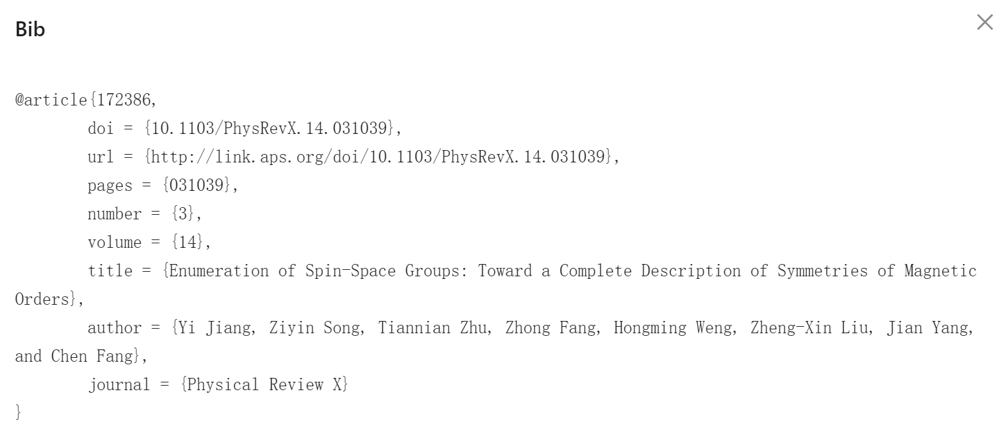 Bib
@article{172386,
doi = {10.1103/PhysRevX.14.031039},
url = {http://link.aps.org/doi/10.1103/PhysRevX.14.031039},
pages = {031039},
number = {3},
volume = {14},
title = {Enumeration of Spin-Space Groups: Toward a Complete Description of Symmetries of Magnetic
Orders},
author = {Yi Jiang, Ziyin Song, Tiannian Zhu, Zhong Fang, Hongming Weng, Zheng-Xin Liu, Jian Yang,
and Chen Fang},
journal = {Physical Review X}
}